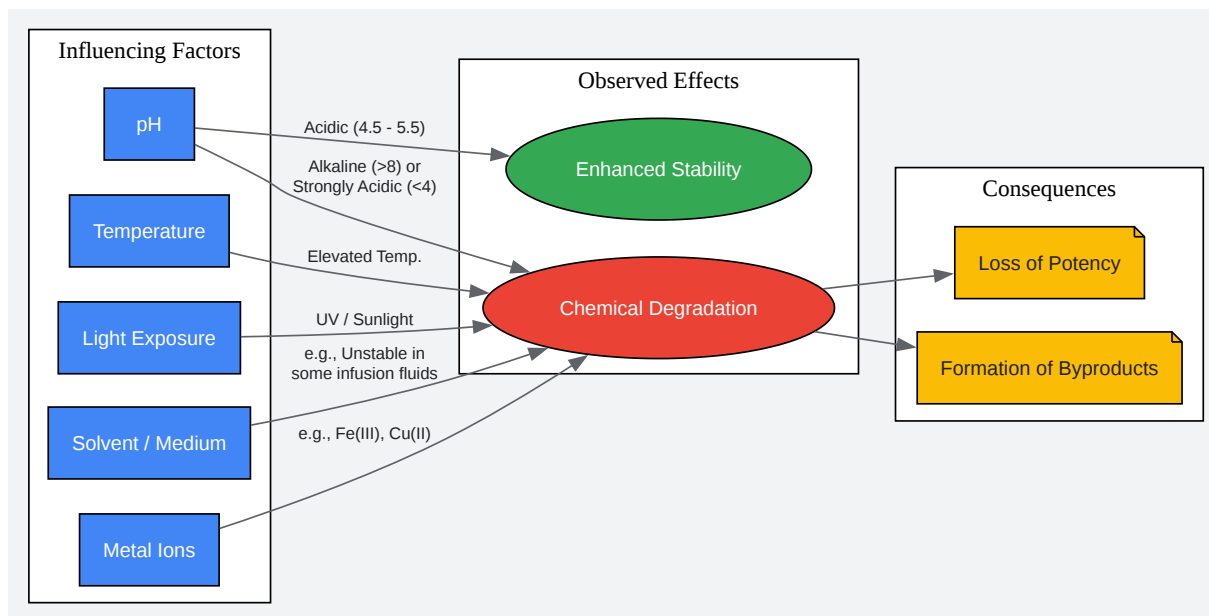 Influencing Factors
pH
Temperature
Light Exposure
Solvent / Medium
Metal Ions
Acidic (4.5 - 5.5)
Alkaline (>8) or
Strongly Acidic (<4)
Elevated Temp.
UV / Sunlight
e.g., Unstable in
some infusion fluids
e.g., Fe(III), Cu(II)
Observed Effects
Enhanced Stability
Chemical Degradation
Consequences
Loss of Potency
Formation of Byproducts